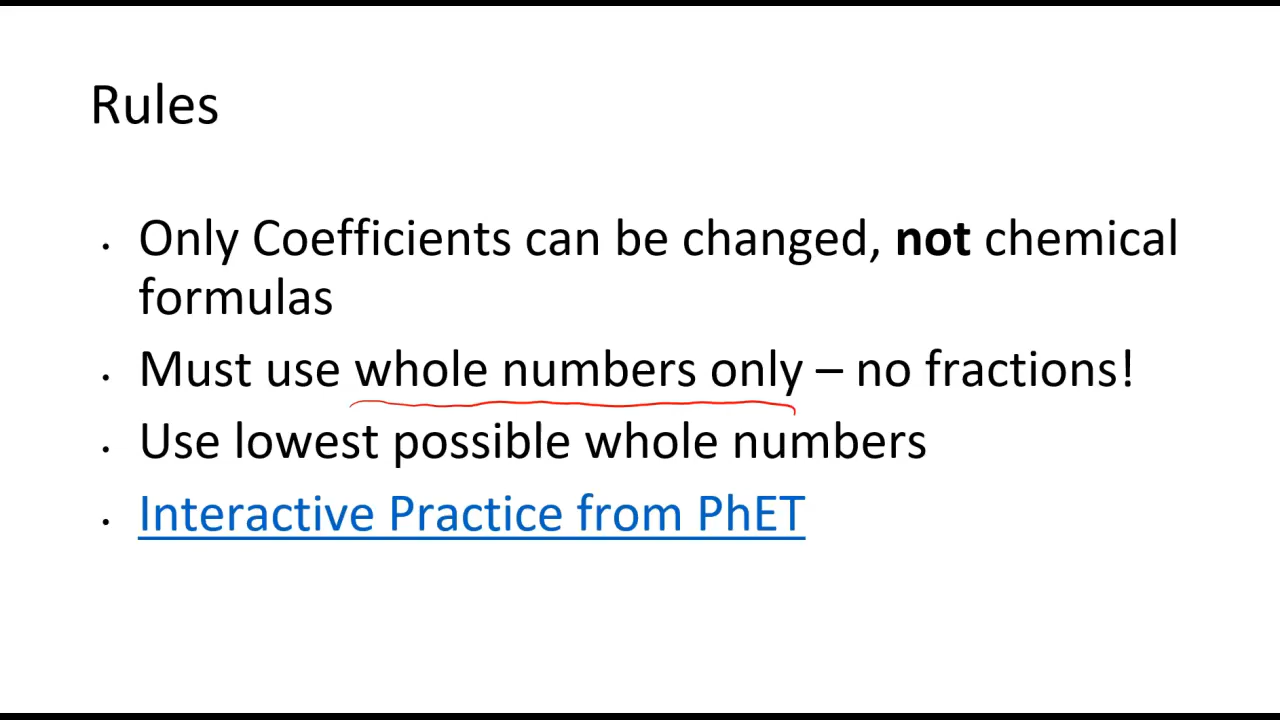 Rules
• Only Coefficients can be changed, not chemical
formulas
• Must use whole numbers only – no fractions!
• Use lowest possible whole numbers
• Interactive Practice from PhET